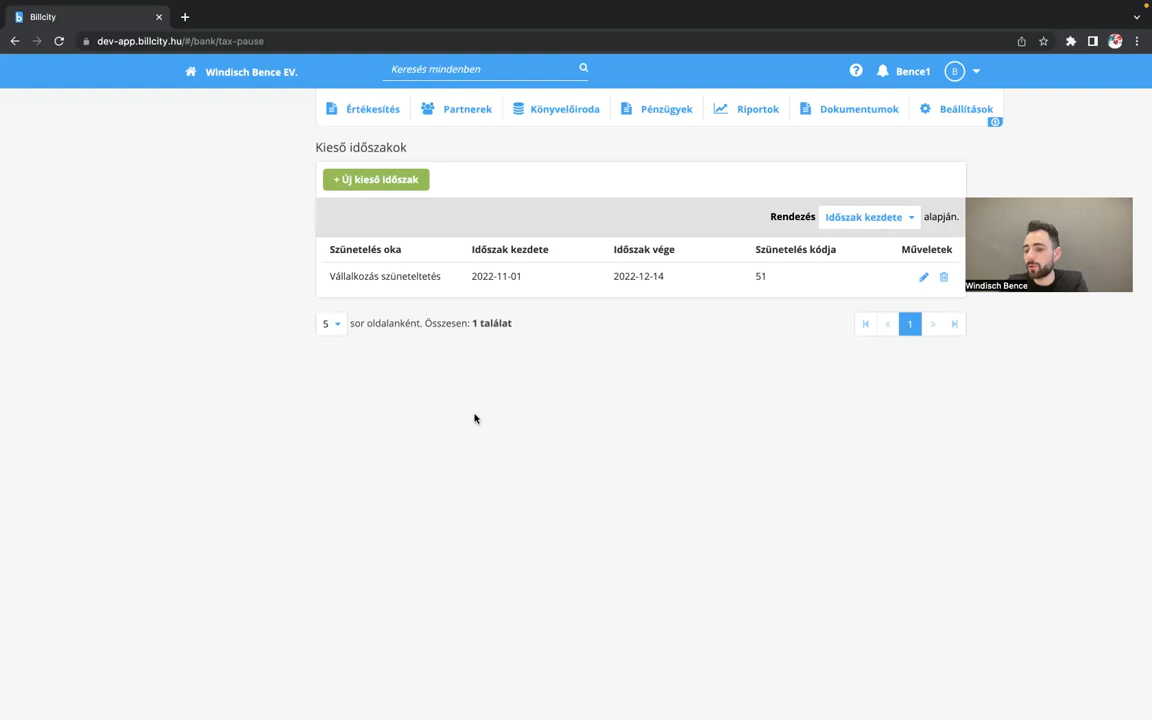 Billcity
dev-app.billcity.hu/#/bank/tax-pause
Windisch Bence EV.
Keresés mindenben
Bence1
B
Értékesítés
Partnerek
Könyvelőiroda
Pénzügyek
Riportok
Dokumentumok
Beállítások
Kieső időszakok
+ Új kieső időszak
Rendezés Időszak kezdete alapján.
Szünetelés oka Időszak kezdete Időszak vége Szünetelés kódja Műveletek
Vállalkozás szüneteltetés 2022-11-01 2022-12-14 51
Windisch Bence
5 sor oldalanként. Összesen: 1 találat
« 1 »